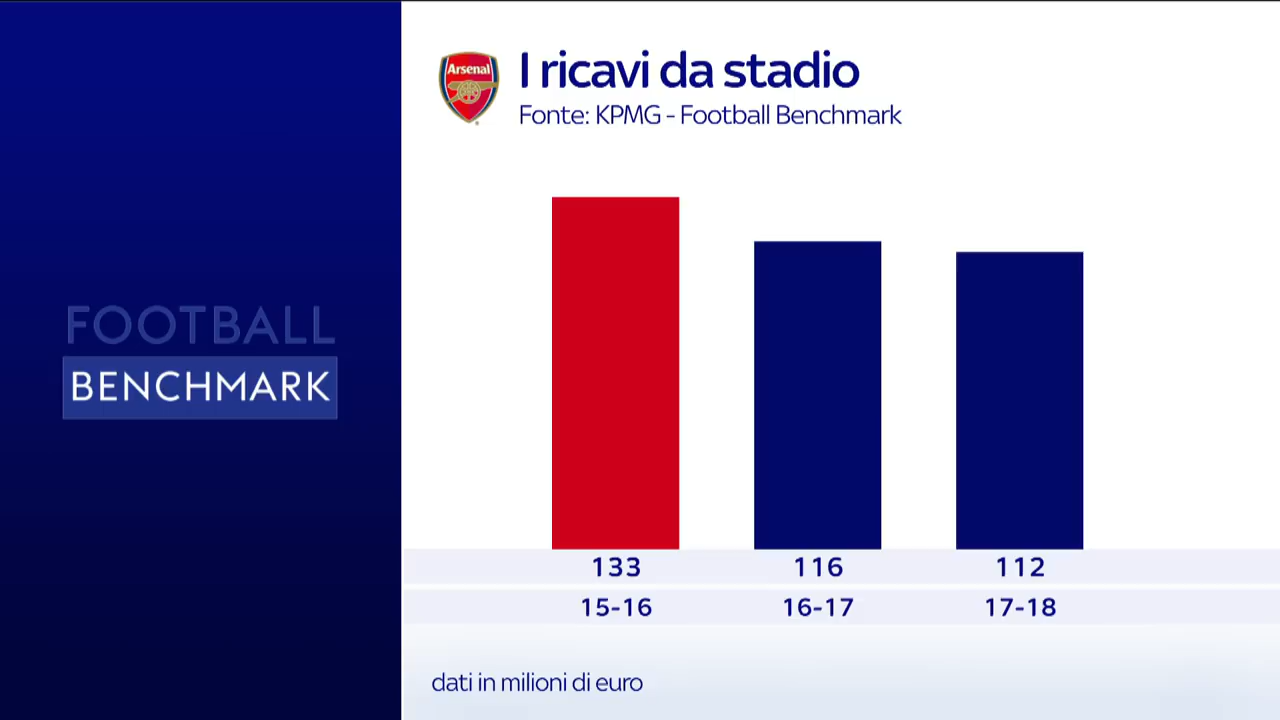 FOOTBALL
BENCHMARK
Arsenal
I ricavi da stadio
Fonte: KPMG - Football Benchmark
133 116 112
15-16 16-17 17-18
dati in milioni di euro